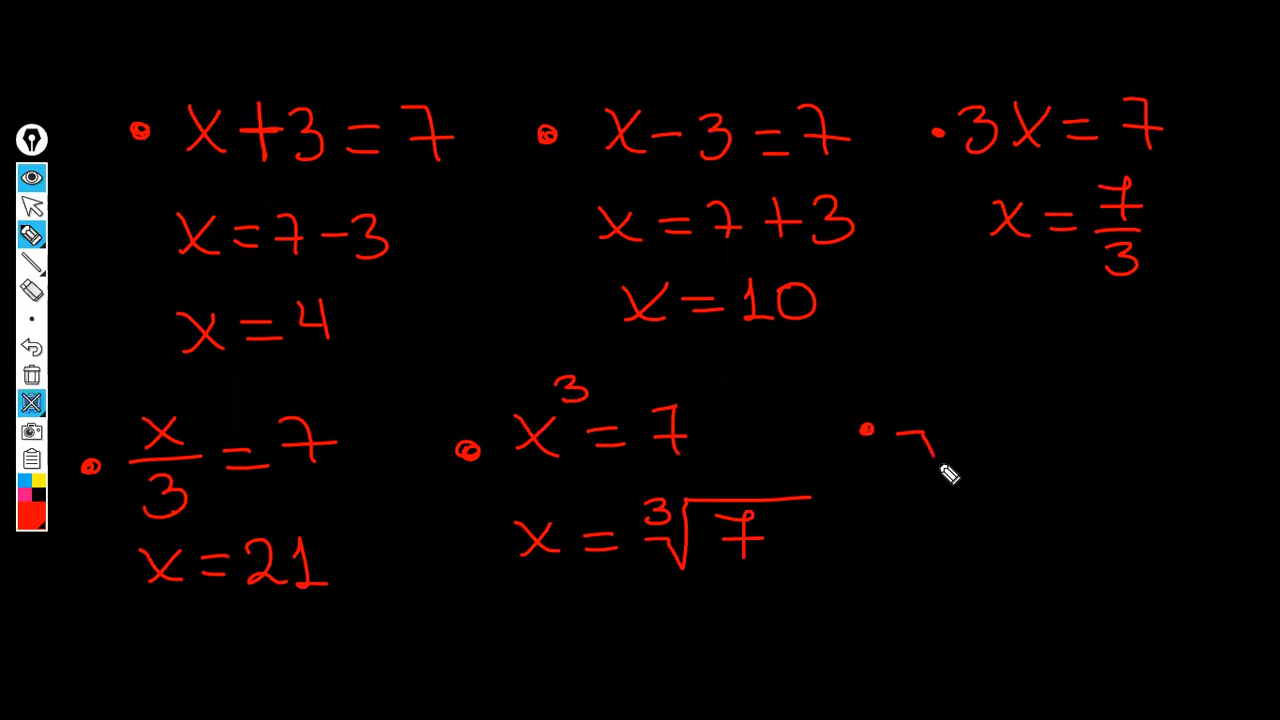 • x + 3 = 7
x = 7 - 3
x = 4
• x - 3 = 7
x = 7 + 3
x = 10
• 3x = 7
x = 7/3
• x/3 = 7
x = 21
• x³ = 7
x = ³√7
•